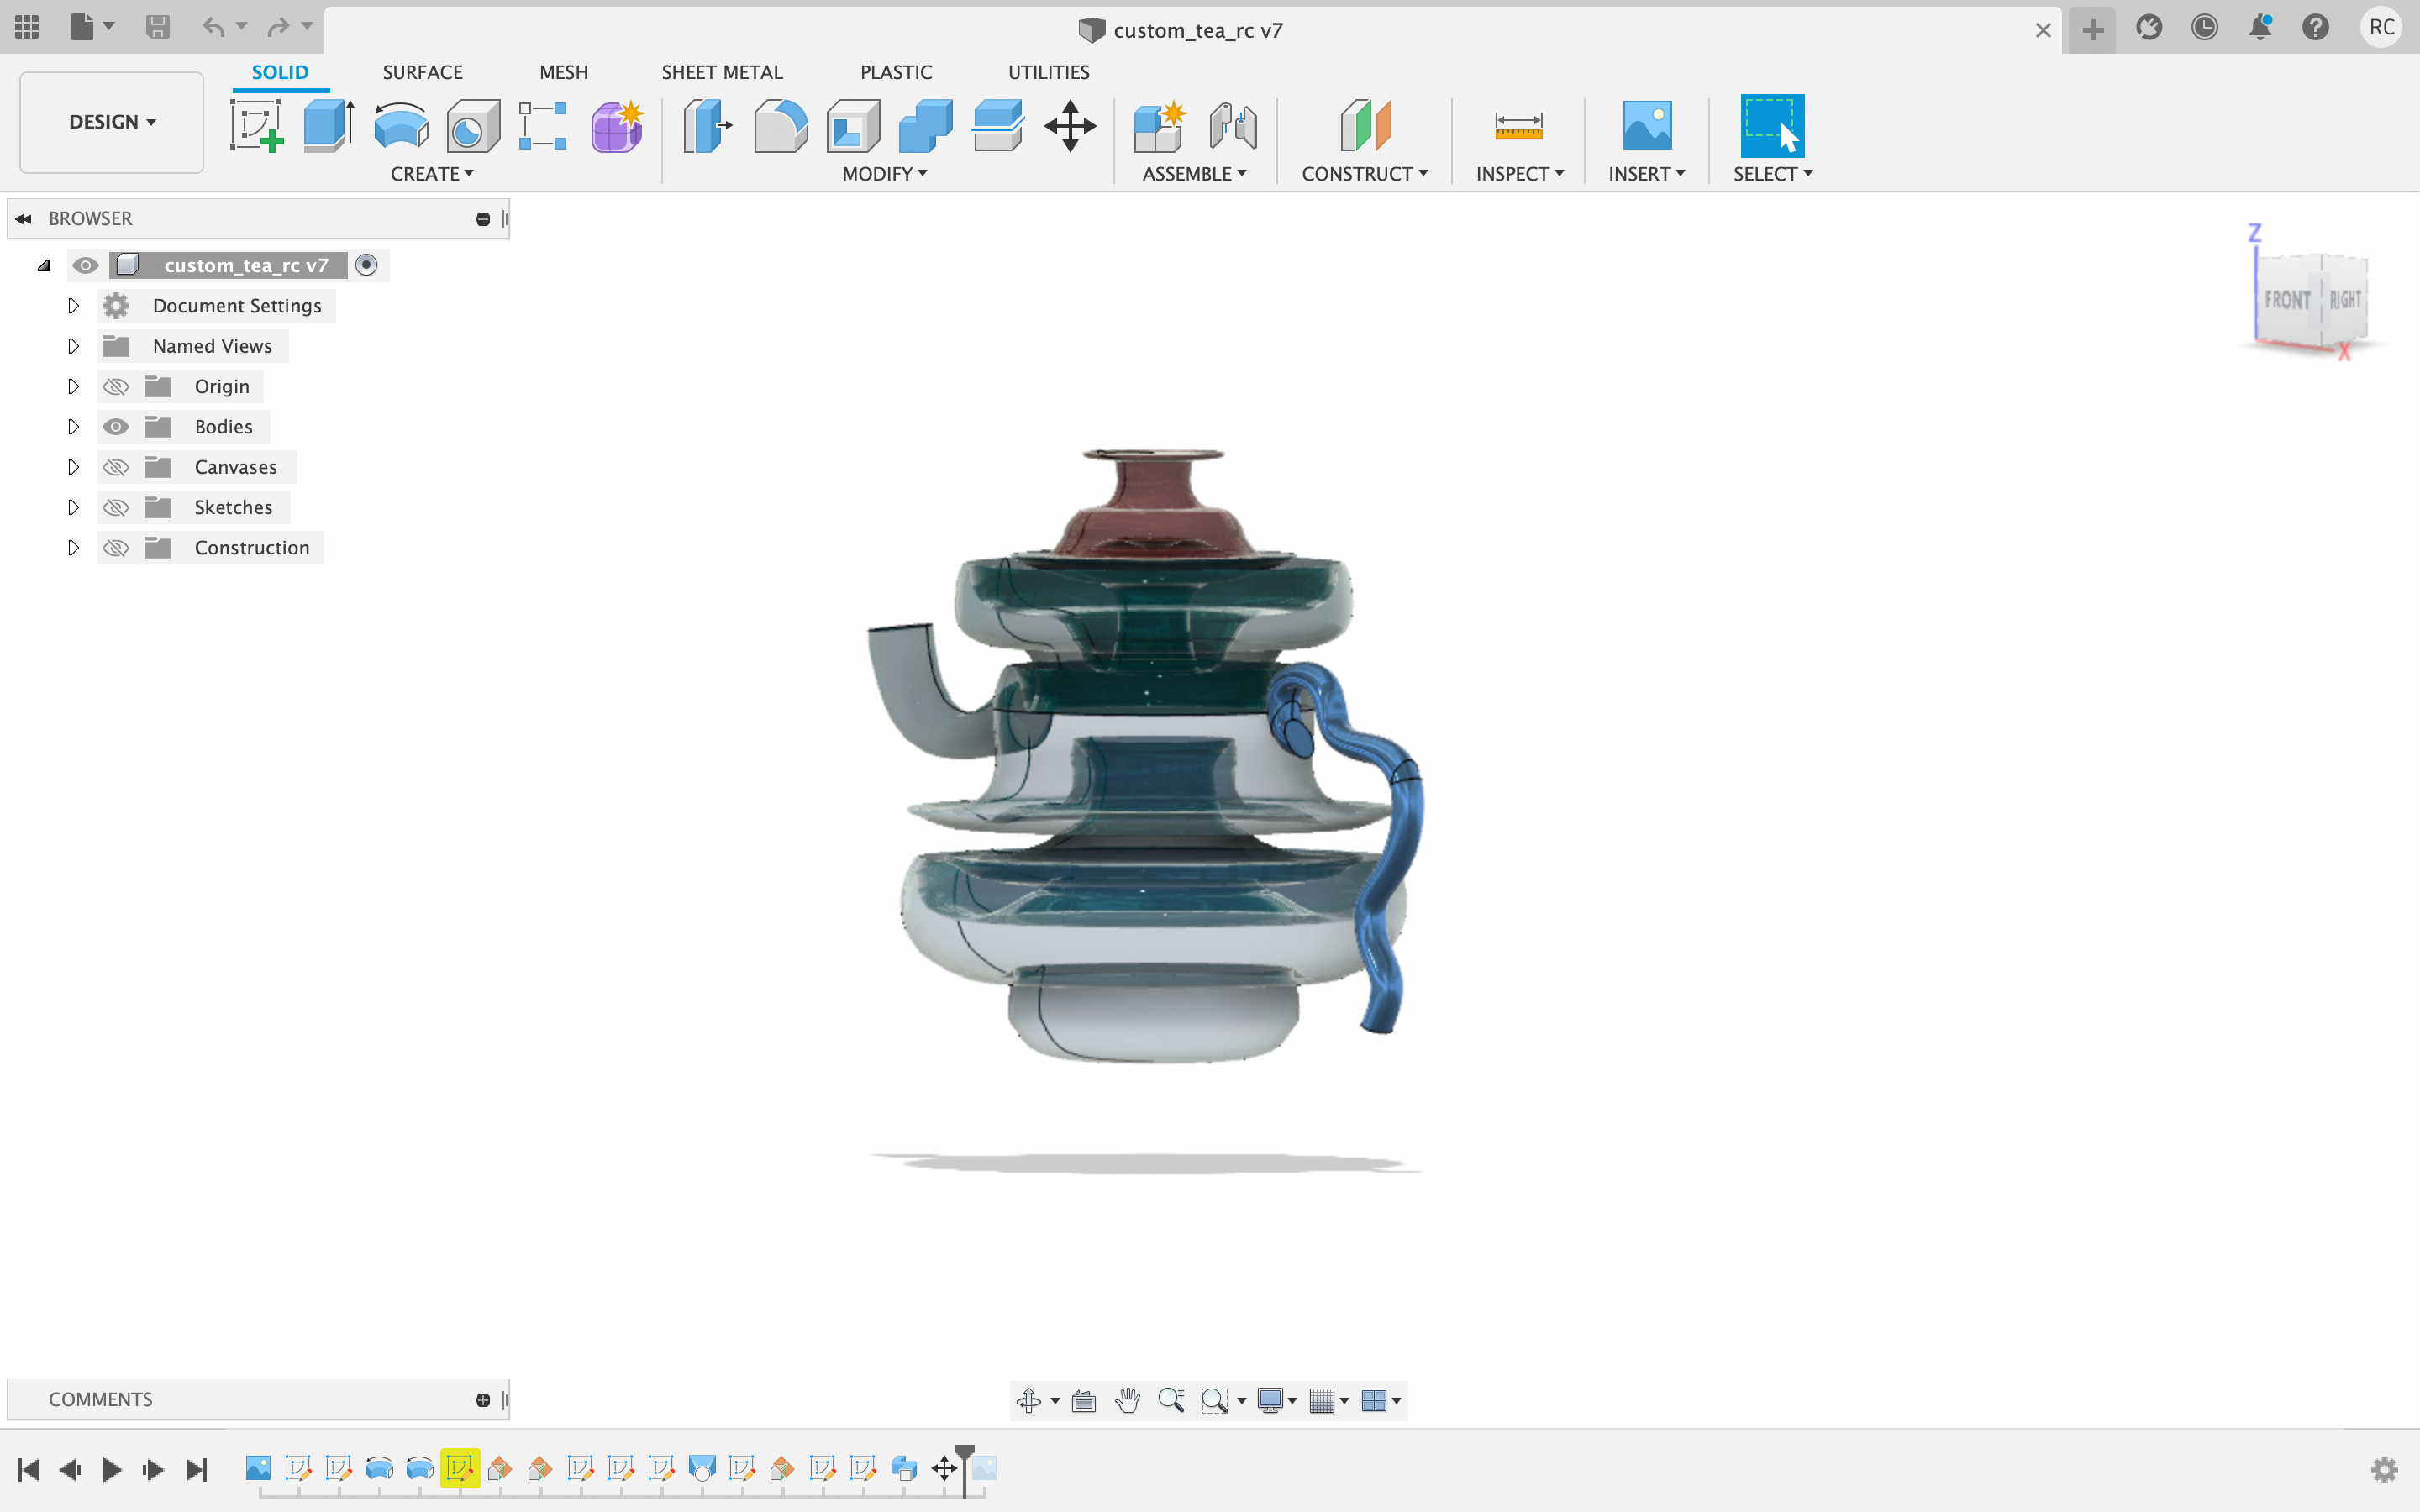 custom_tea_rc v7
RC
DESIGN
SOLID
SURFACE
MESH
SHEET METAL
PLASTIC
UTILITIES
CREATE
MODIFY
ASSEMBLE
CONSTRUCT
INSPECT
INSERT
SELECT
BROWSER
custom_tea_rc v7
Document Settings
Named Views
Origin
Bodies
Canvases
Sketches
Construction
Z
FRONT
RIGHT
X
COMMENTS